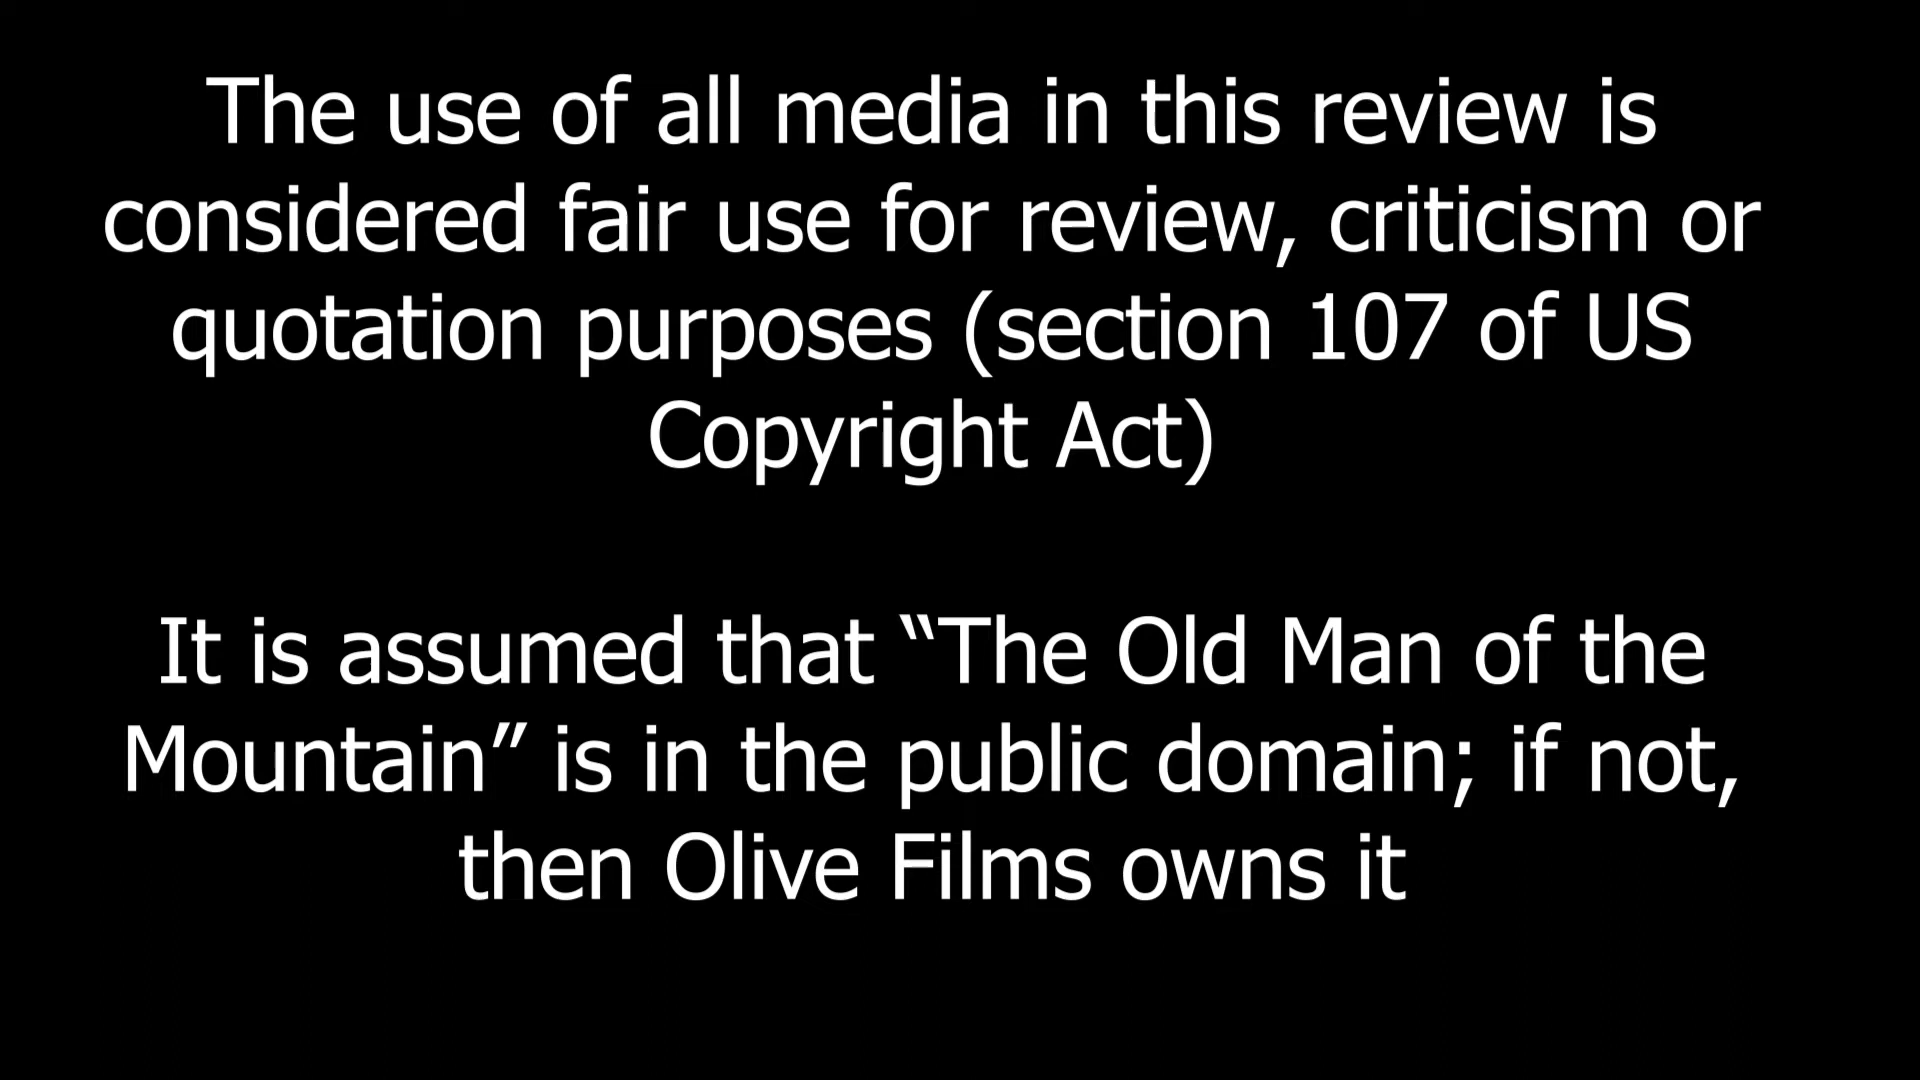 The use of all media in this review is
considered fair use for review, criticism or
quotation purposes (section 107 of US
Copyright Act)
It is assumed that “The Old Man of the
Mountain” is in the public domain; if not,
then Olive Films owns it